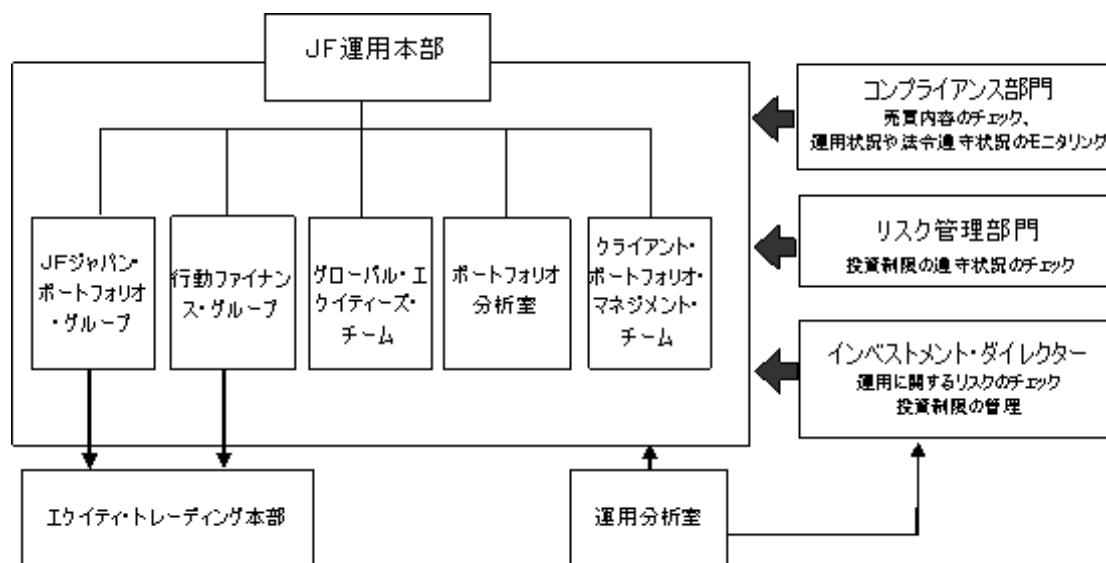 JF運用本部
コンプライアンス部門
売買内容のチェック、
運用状況や法令遵守状況のモニタリング
JFジャパン・
ポートフォリオ
・グループ
行動ファイナン
ス・グループ
グローバル・エ
クイティーズ・
チーム
ポートフォリオ
分析室
クライアント・
ポートフォリオ・
マネジメント・
チーム
リスク管理部門
投資制限の遵守状況のチェック
インベストメント・ダイレクター
運用に関するリスクのチェック
投資制限の管理
エクイティ・トレーディング本部
運用分析室